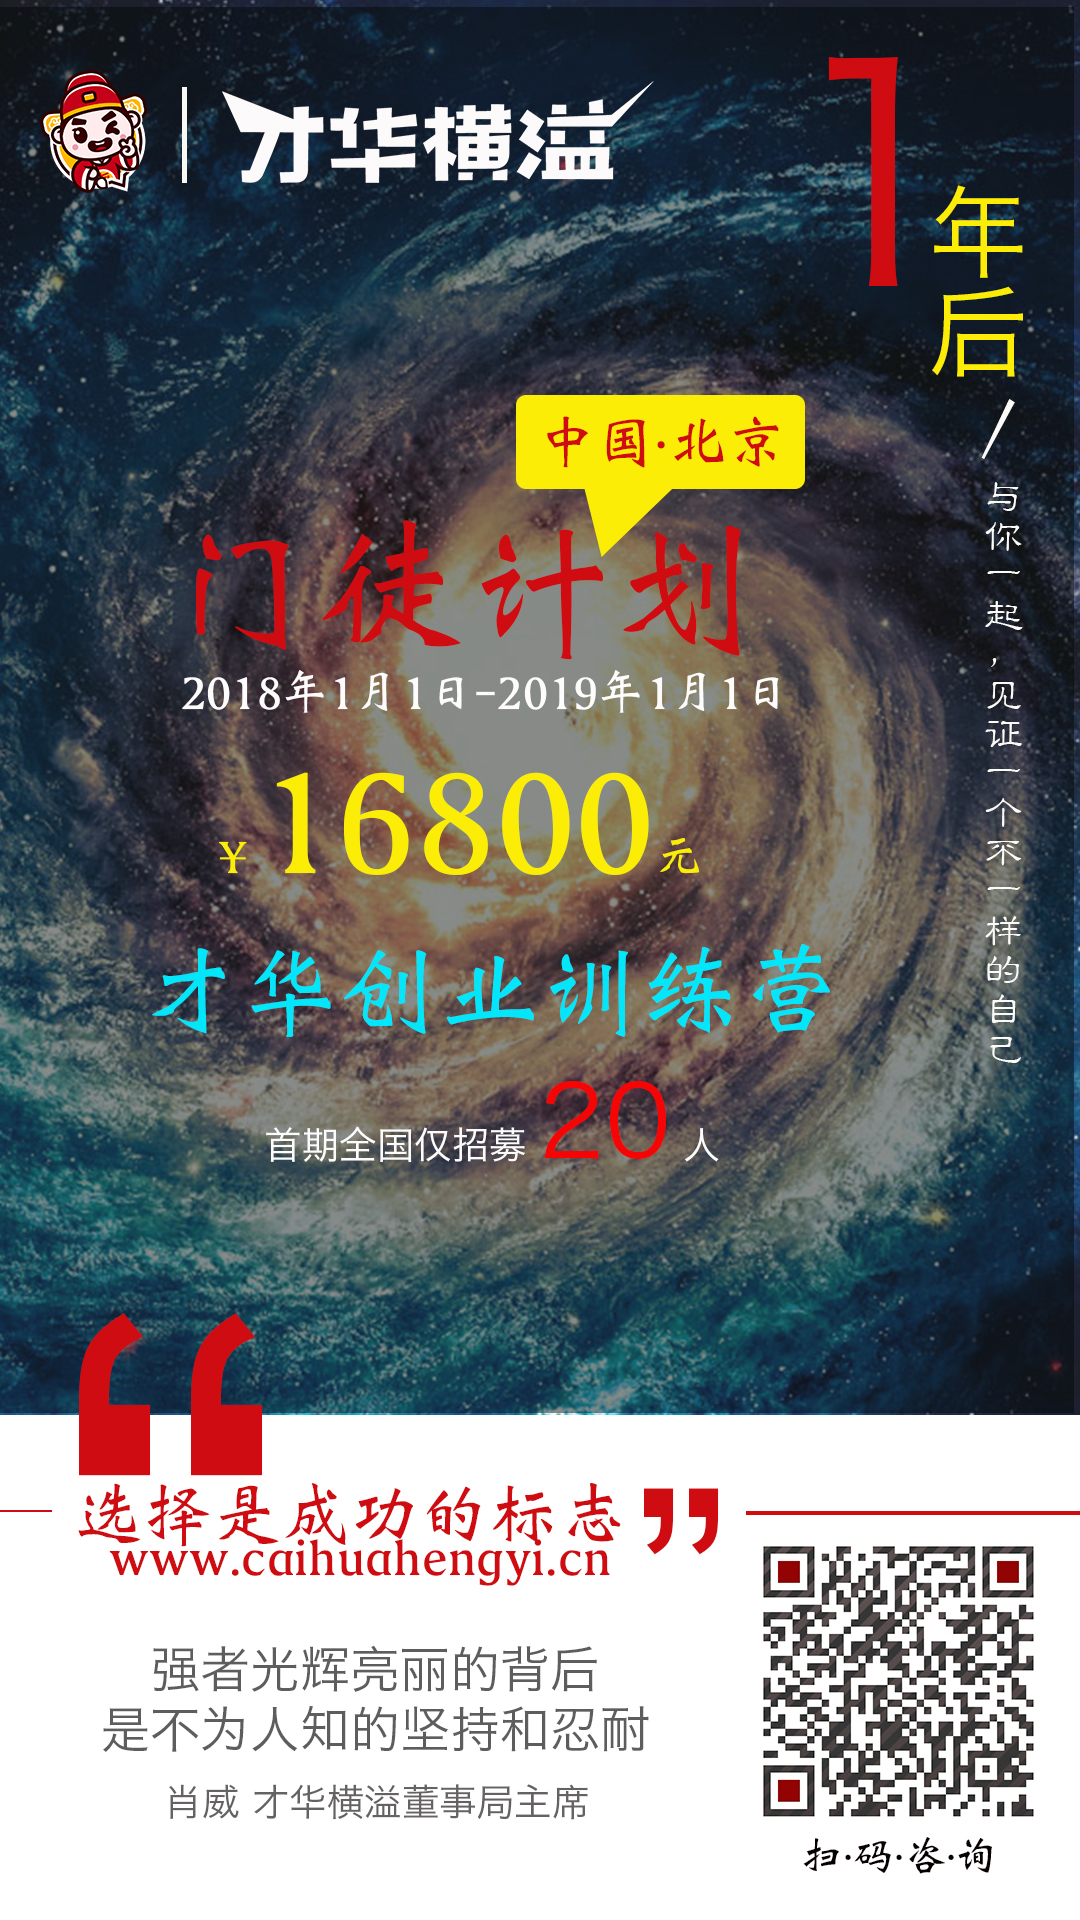 才华横溢
1
年后
与你一起,见证一个不一样的自己
中国·北京
门徒计划
2018年1月1日-2019年1月1日
¥16800元
才华创业训练营
首期全国仅招募20人
“选择是成功的标志”
www.caihuahengyi.cn
强者光辉亮丽的背后
是不为人知的坚持和忍耐
肖威 才华横溢董事局主席
扫·码·咨·询